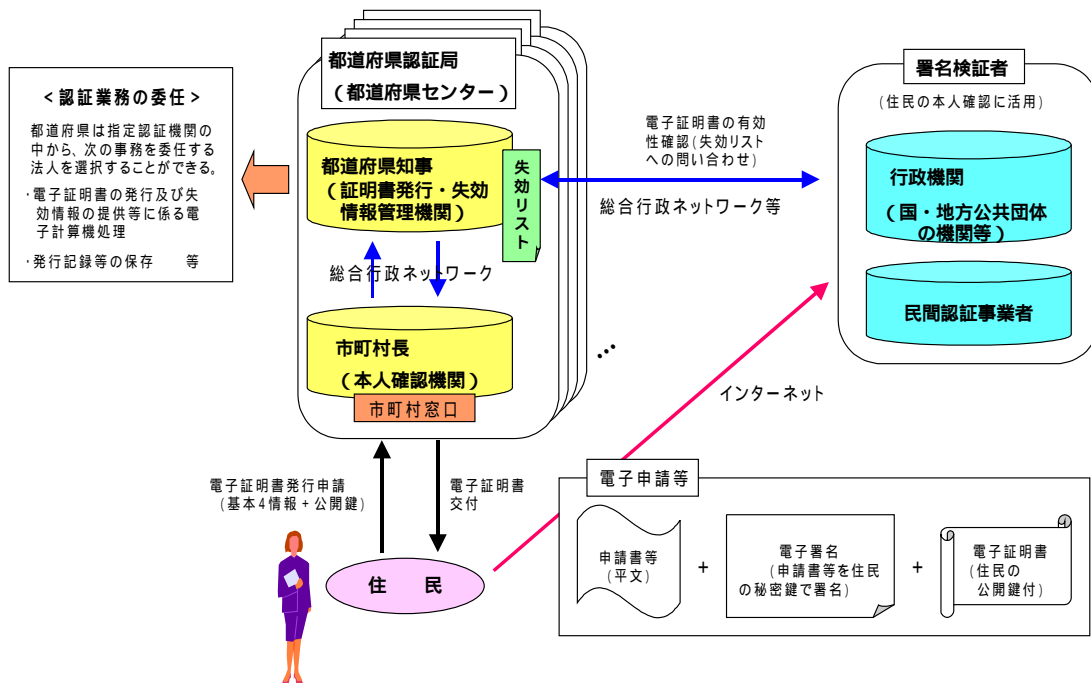 <認証業務の委任>
都道府県は指定認証機関の
中から、次の事務を委任する
法人を選択することができる。
・電子証明書の発行及び失
効情報の提供等に係る電
子計算機処理
・発行記録等の保存　等
都道府県認証局
(都道府県センター)
都道府県知事
(証明書発行・失効
情報管理機関)
失効リスト
総合行政ネットワーク
市町村長
(本人確認機関)
市町村窓口
…
電子証明書の有効
性確認(失効リスト
への問い合わせ)
総合行政ネットワーク等
署名検証者
(住民の本人確認に活用)
行政機関
(国・地方公共団体
の機関等)
民間認証事業者
インターネット
電子証明書発行申請
(基本4情報+公開鍵)
電子証明書
交付
住　民
電子申請等
申請書等
(平文)
+
電子署名
(申請書等を住民
の秘密鍵で署名)
+
電子証明書
(住民の
公開鍵付)